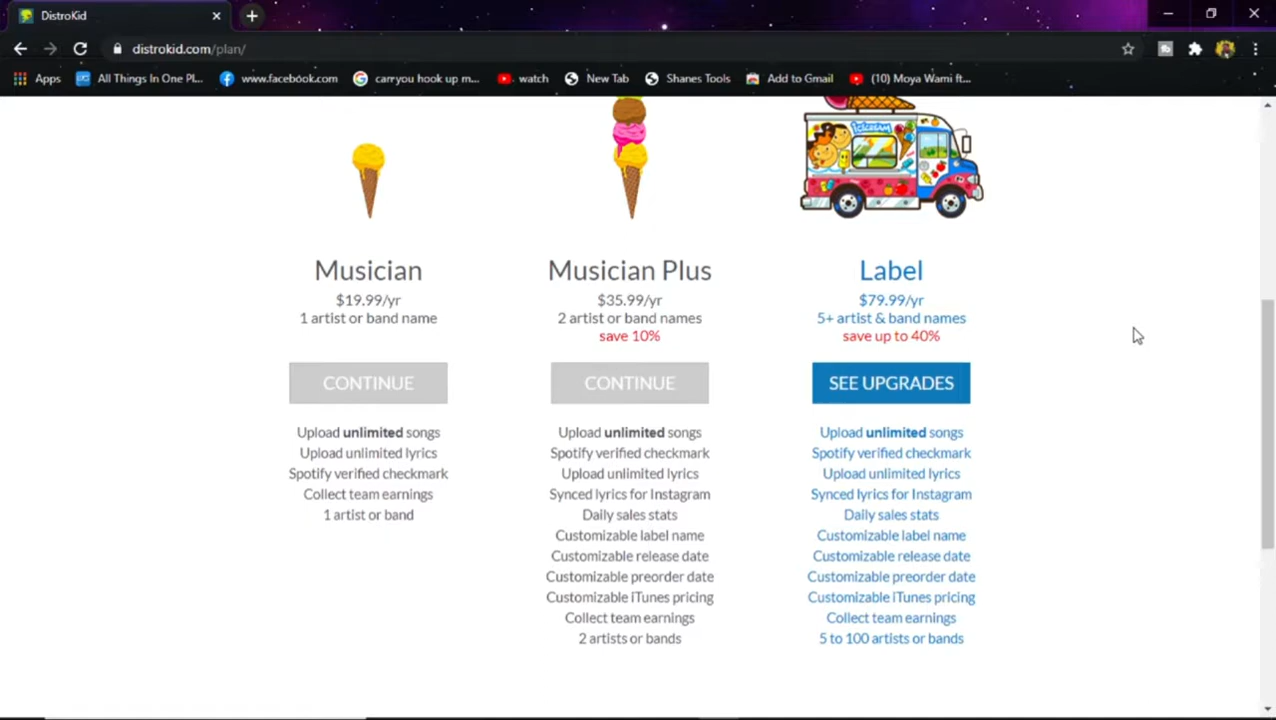 DistroKid
distrokid.com/plan/
Apps
All Things In One Pl...
www.facebook.com
carryou hook up m...
watch
New Tab
Shanes Tools
Add to Gmail
(10) Moya Wami ft...
Musician
$19.99/yr
1 artist or band name
CONTINUE
Upload unlimited songs
Upload unlimited lyrics
Spotify verified checkmark
Collect team earnings
1 artist or band
Musician Plus
$35.99/yr
2 artist or band names
save 10%
CONTINUE
Upload unlimited songs
Spotify verified checkmark
Upload unlimited lyrics
Synced lyrics for Instagram
Daily sales stats
Customizable label name
Customizable release date
Customizable preorder date
Customizable iTunes pricing
Collect team earnings
2 artists or bands
Label
$79.99/yr
5+ artist & band names
save up to 40%
SEE UPGRADES
Upload unlimited songs
Spotify verified checkmark
Upload unlimited lyrics
Synced lyrics for Instagram
Daily sales stats
Customizable label name
Customizable release date
Customizable preorder date
Customizable iTunes pricing
Collect team earnings
5 to 100 artists or bands